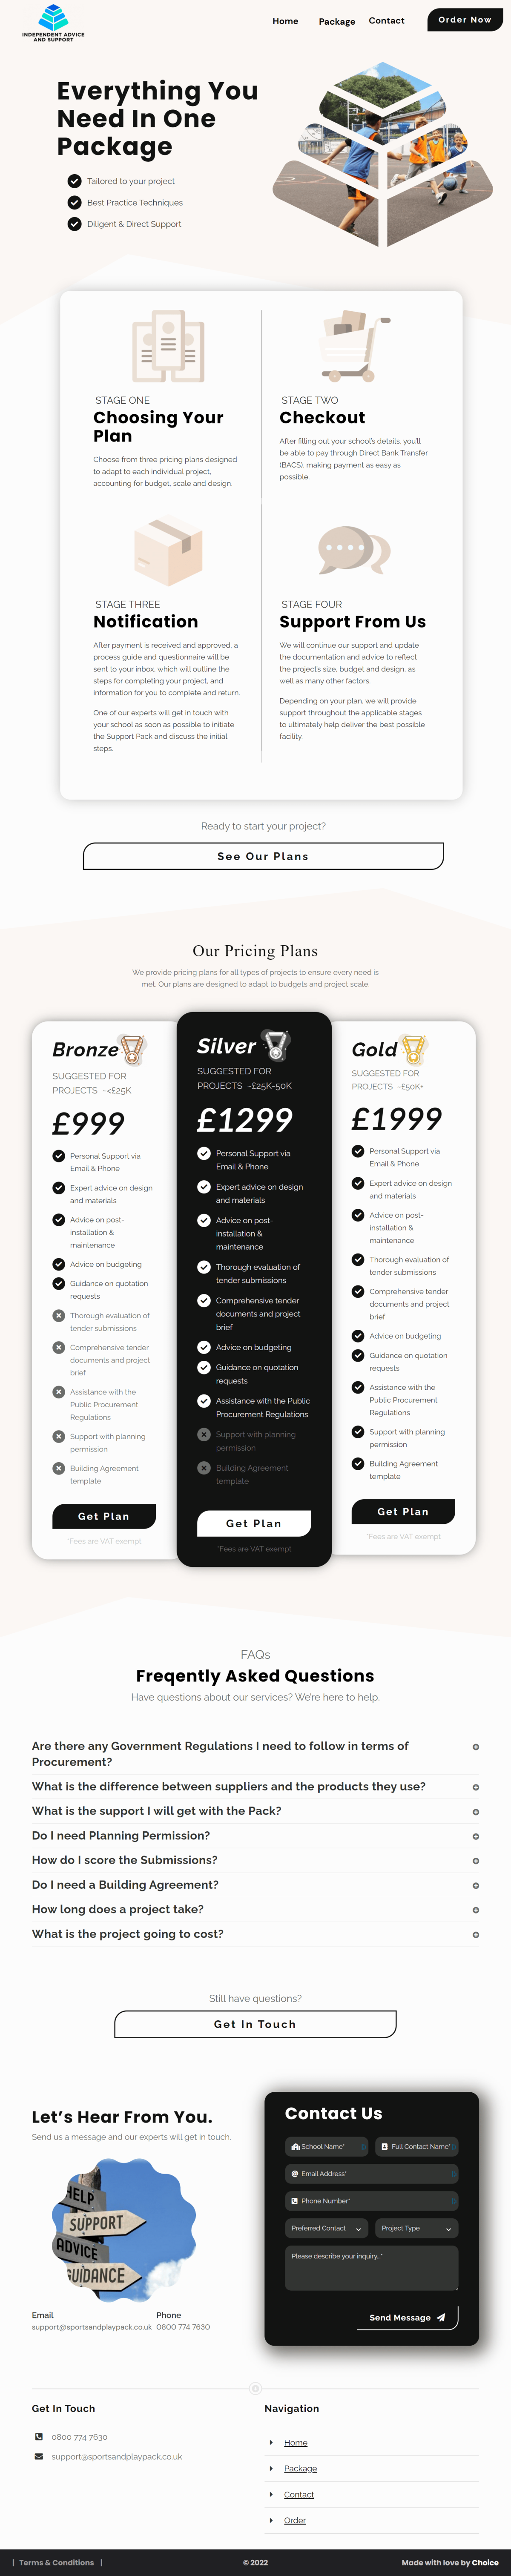 INDEPENDENT ADVICE
AND SUPPORT
Home
Package
Contact
Order Now
Everything You
Need In One
Package
Tailored to your project
Best Practice Techniques
Diligent & Direct Support
STAGE ONE
Choosing Your
Plan
Choose from three pricing plans designed
to adapt to each individual project,
accounting for budget, scale and design.
STAGE TWO
Checkout
After filling out your school's details, you'll
be able to pay through Direct Bank Transfer
(BACS), making payment as easy as
possible.
STAGE THREE
Notification
After payment is received and approved, a
process guide and questionnaire will be
sent to your inbox, which will outline the
steps for completing your project, and
information for you to complete and return.
One of our experts will get in touch with
your school as soon as possible to initiate
the Support Pack and discuss the initial
steps.
STAGE FOUR
Support From Us
We will continue our support and update
the documentation and advice to reflect
the project's size, budget and design, as
well as many other factors.
Depending on your plan, we will provide
support throughout the applicable stages
to ultimately help deliver the best possible
facility.
Ready to start your project?
See Our Plans
Our Pricing Plans
We provide pricing plans for all types of projects to ensure every need is
met. Our plans are designed to adapt to budgets and project scale.
Bronze
SUGGESTED FOR
PROJECTS ~<£25K
£999
Personal Support via
Email & Phone
Expert advice on design
and materials
Advice on post-
installation &
maintenance
Advice on budgeting
Guidance on quotation
requests
Thorough evaluation of
tender submissions
Comprehensive tender
documents and project
brief
Assistance with the
Public Procurement
Regulations
Support with planning
permission
Building Agreement
template
Get Plan
*Fees are VAT exempt
Silver
SUGGESTED FOR
PROJECTS ~£25K-50K
£1299
Personal Support via
Email & Phone
Expert advice on design
and materials
Advice on post-
installation &
maintenance
Thorough evaluation of
tender submissions
Comprehensive tender
documents and project
brief
Advice on budgeting
Guidance on quotation
requests
Assistance with the Public
Procurement Regulations
Support with planning
permission
Building Agreement
template
Get Plan
*Fees are VAT exempt
Gold
SUGGESTED FOR
PROJECTS ~£50K+
£1999
Personal Support via
Email & Phone
Expert advice on design
and materials
Advice on post-
installation &
maintenance
Thorough evaluation of
tender submissions
Comprehensive tender
documents and project
brief
Advice on budgeting
Guidance on quotation
requests
Assistance with the
Public Procurement
Regulations
Support with planning
permission
Building Agreement
template
Get Plan
*Fees are VAT exempt
FAQs
Freqently Asked Questions
Have questions about our services? We're here to help.
Are there any Government Regulations I need to follow in terms of
Procurement?
What is the difference between suppliers and the products they use?
What is the support I will get with the Pack?
Do I need Planning Permission?
How do I score the Submissions?
Do I need a Building Agreement?
How long does a project take?
What is the project going to cost?
Still have questions?
Get In Touch
Let's Hear From You.
Send us a message and our experts will get in touch.
HELP
SUPPORT
ADVICE
GUIDANCE
Email
support@sportsandplaypack.co.uk
Phone
0800 774 7630
Contact Us
School Name*
Full Contact Name*
Email Address*
Phone Number*
Preferred Contact
Project Type
Please describe your inquiry...*
Send Message
Get In Touch
0800 774 7630
support@sportsandplaypack.co.uk
Navigation
Home
Package
Contact
Order
| Terms & Conditions |
© 2022
Made with love by Choice